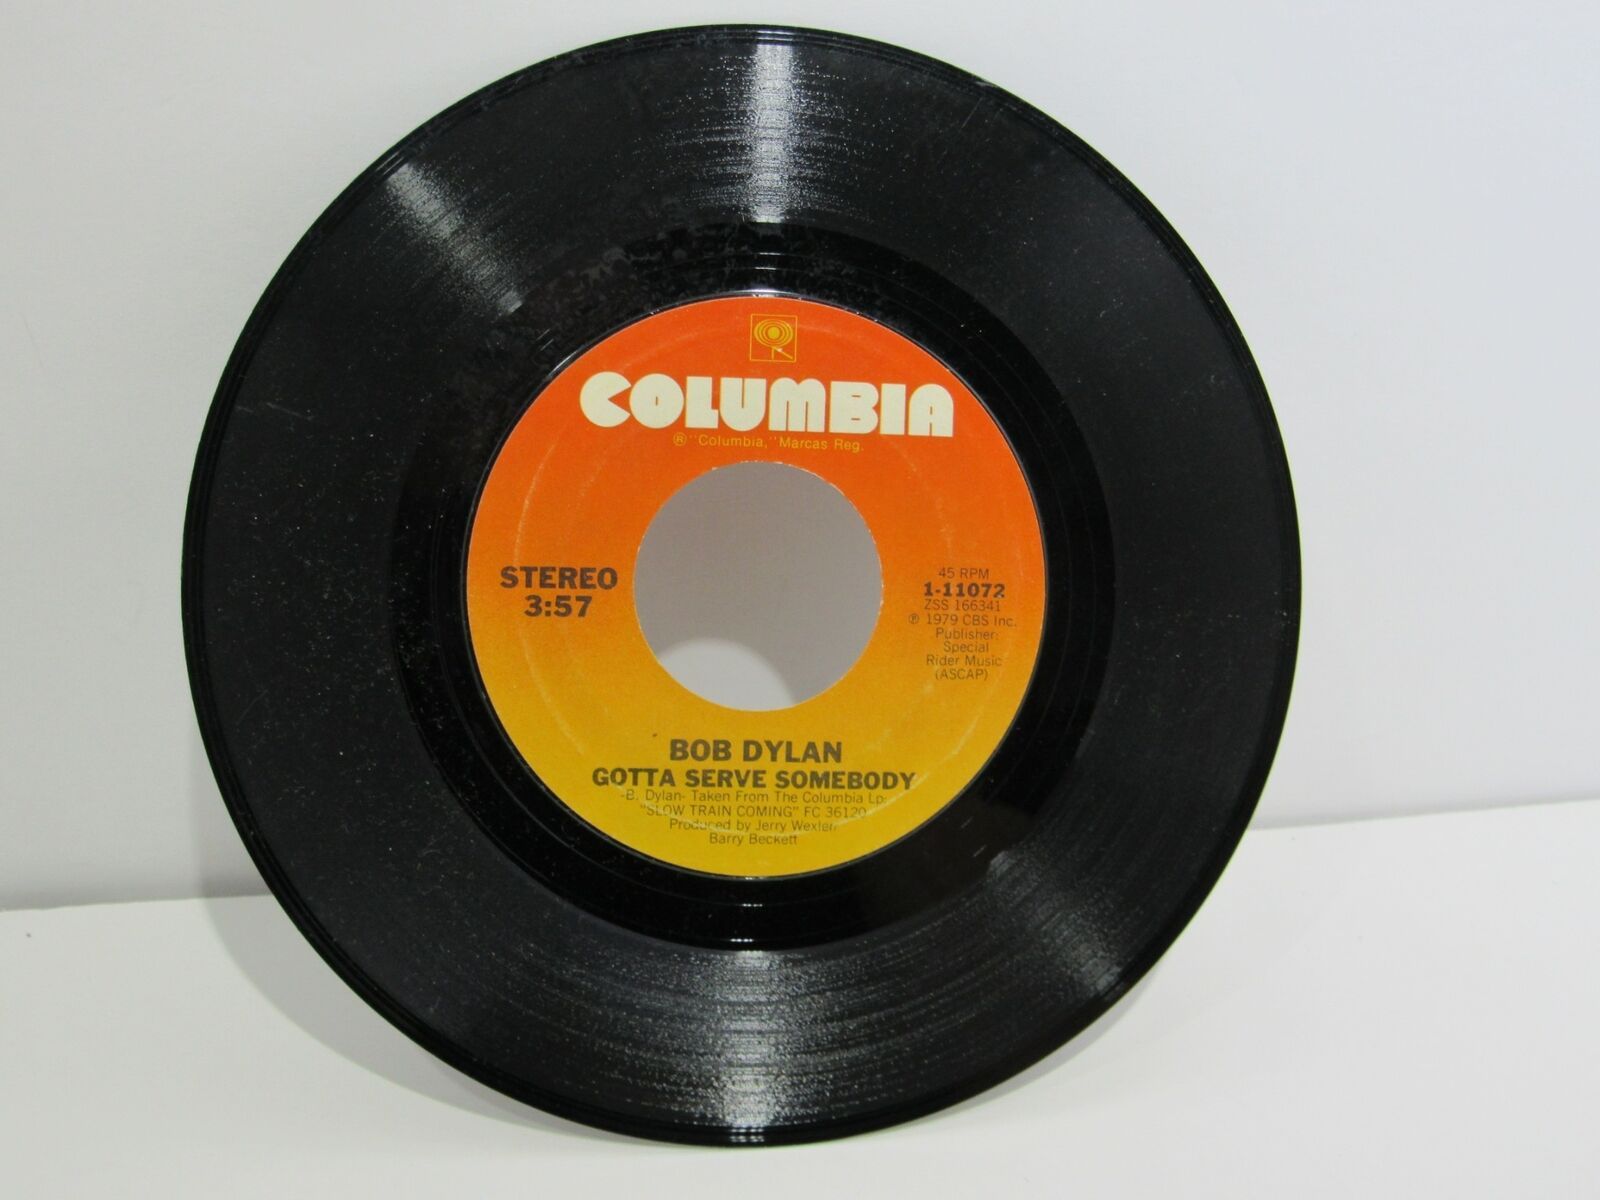 COLUMBIA
® "Columbia," Marcas Reg.
STEREO
3:57
45 RPM
1-11072
ZSS 166341
℗ 1979 CBS Inc.
Publisher:
Special
Rider Music
(ASCAP)
BOB DYLAN
GOTTA SERVE SOMEBODY
-B. Dylan- Taken From The Columbia Lp:
"SLOW TRAIN COMING" FC 36120
Produced by Jerry Wexler,
Barry Beckett